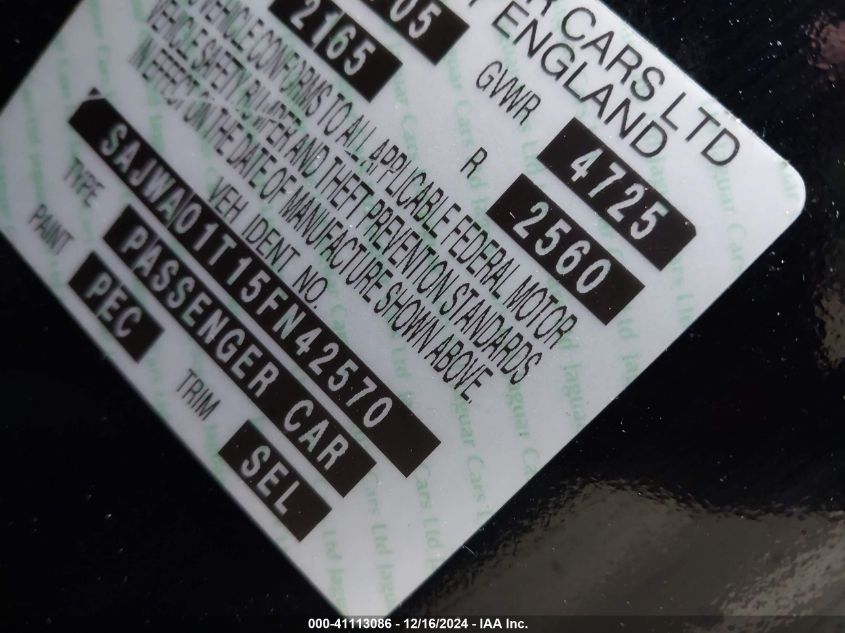 CARS LTD
ENGLAND
05
GVWR 4725
2165 R 2560
VEHICLE CONFORMS TO ALL APPLICABLE FEDERAL MOTOR
VEHICLE SAFETY BUMPER AND THEFT PREVENTION STANDARDS
IN EFFECT ON THE DATE OF MANUFACTURE SHOWN ABOVE.
VEH IDENT NO.
SAJWA01T15FN42570
TYPE PASSENGER CAR
PAINT PEC TRIM SEL
000-41113086 - 12/16/2024 - IAA Inc.